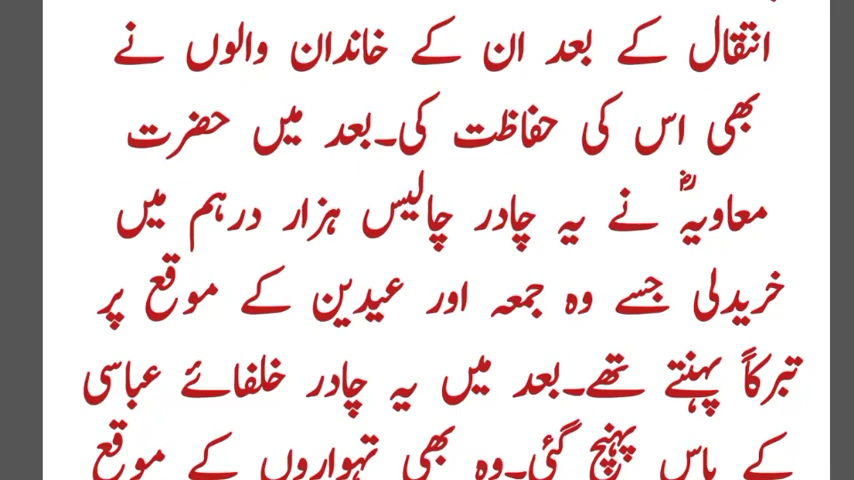 انتقال کے بعد ان کے خاندان والوں نے
بھی اس کی حفاظت کی۔بعد میں حضرت
معاویہؓ نے یہ چادر چالیس ہزار درہم میں
خریدلی جسے وہ جمعہ اور عیدین کے موقع پر
تبرکاً پہنتے تھے۔بعد میں یہ چادر خلفائے عباسی
کے پاس پہنچ گئی۔وہ بھی تہواروں کے موقع